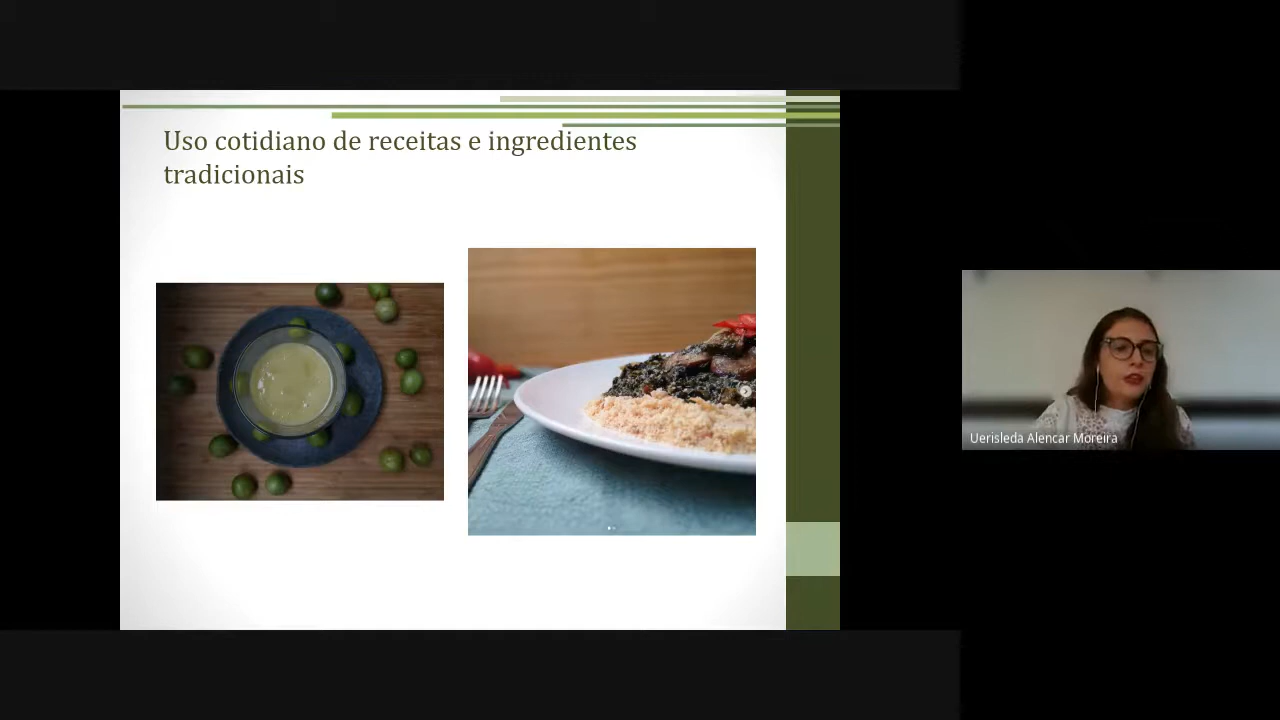 Uso cotidiano de receitas e ingredientes
tradicionais
Uerisleda Alencar Moreira